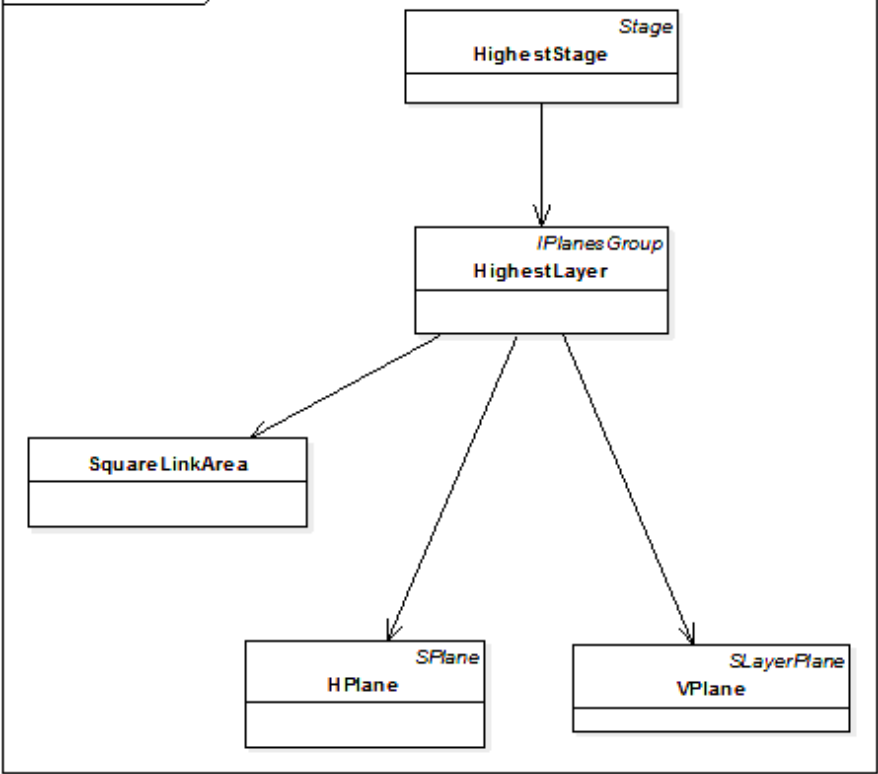 Stage
HighestStage
IPlanesGroup
HighestLayer
SquareLinkArea
SPlane
HPlane
SLayerPlane
VPlane